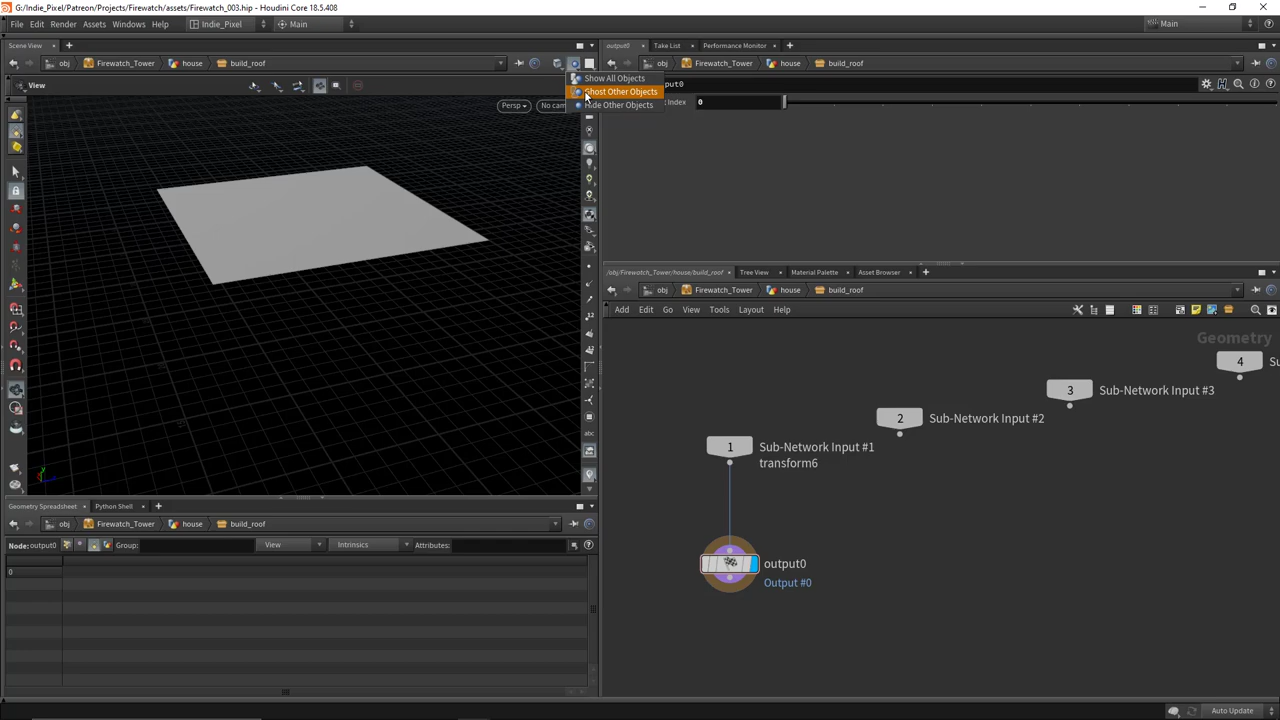 G:/Indie_Pixel/Patreon/Projects/Firewatch/assets/Firewatch_003.hip - Houdini Core 18.5.408
File Edit Render Assets Windows Help Indie_Pixel Main Main
Scene View
output0 Take List Performance Monitor
obj Firewatch_Tower house build_roof
obj Firewatch_Tower house build_roof
Show All Objects
Ghost Other Objects
Hide Other Objects
View
put0
Index 0
Persp No cam
/obj/Firewatch_Tower/house/build_roof Tree View Material Palette Asset Browser
obj Firewatch_Tower house build_roof
Add Edit Go View Tools Layout Help
Geometry
4
3 Sub-Network Input #3
2 Sub-Network Input #2
1 Sub-Network Input #1
transform6
output0
Output #0
abc
y
Geometry Spreadsheet Python Shell
obj Firewatch_Tower house build_roof
Node: output0 Group: View Intrinsics Attributes:
0
Auto Update